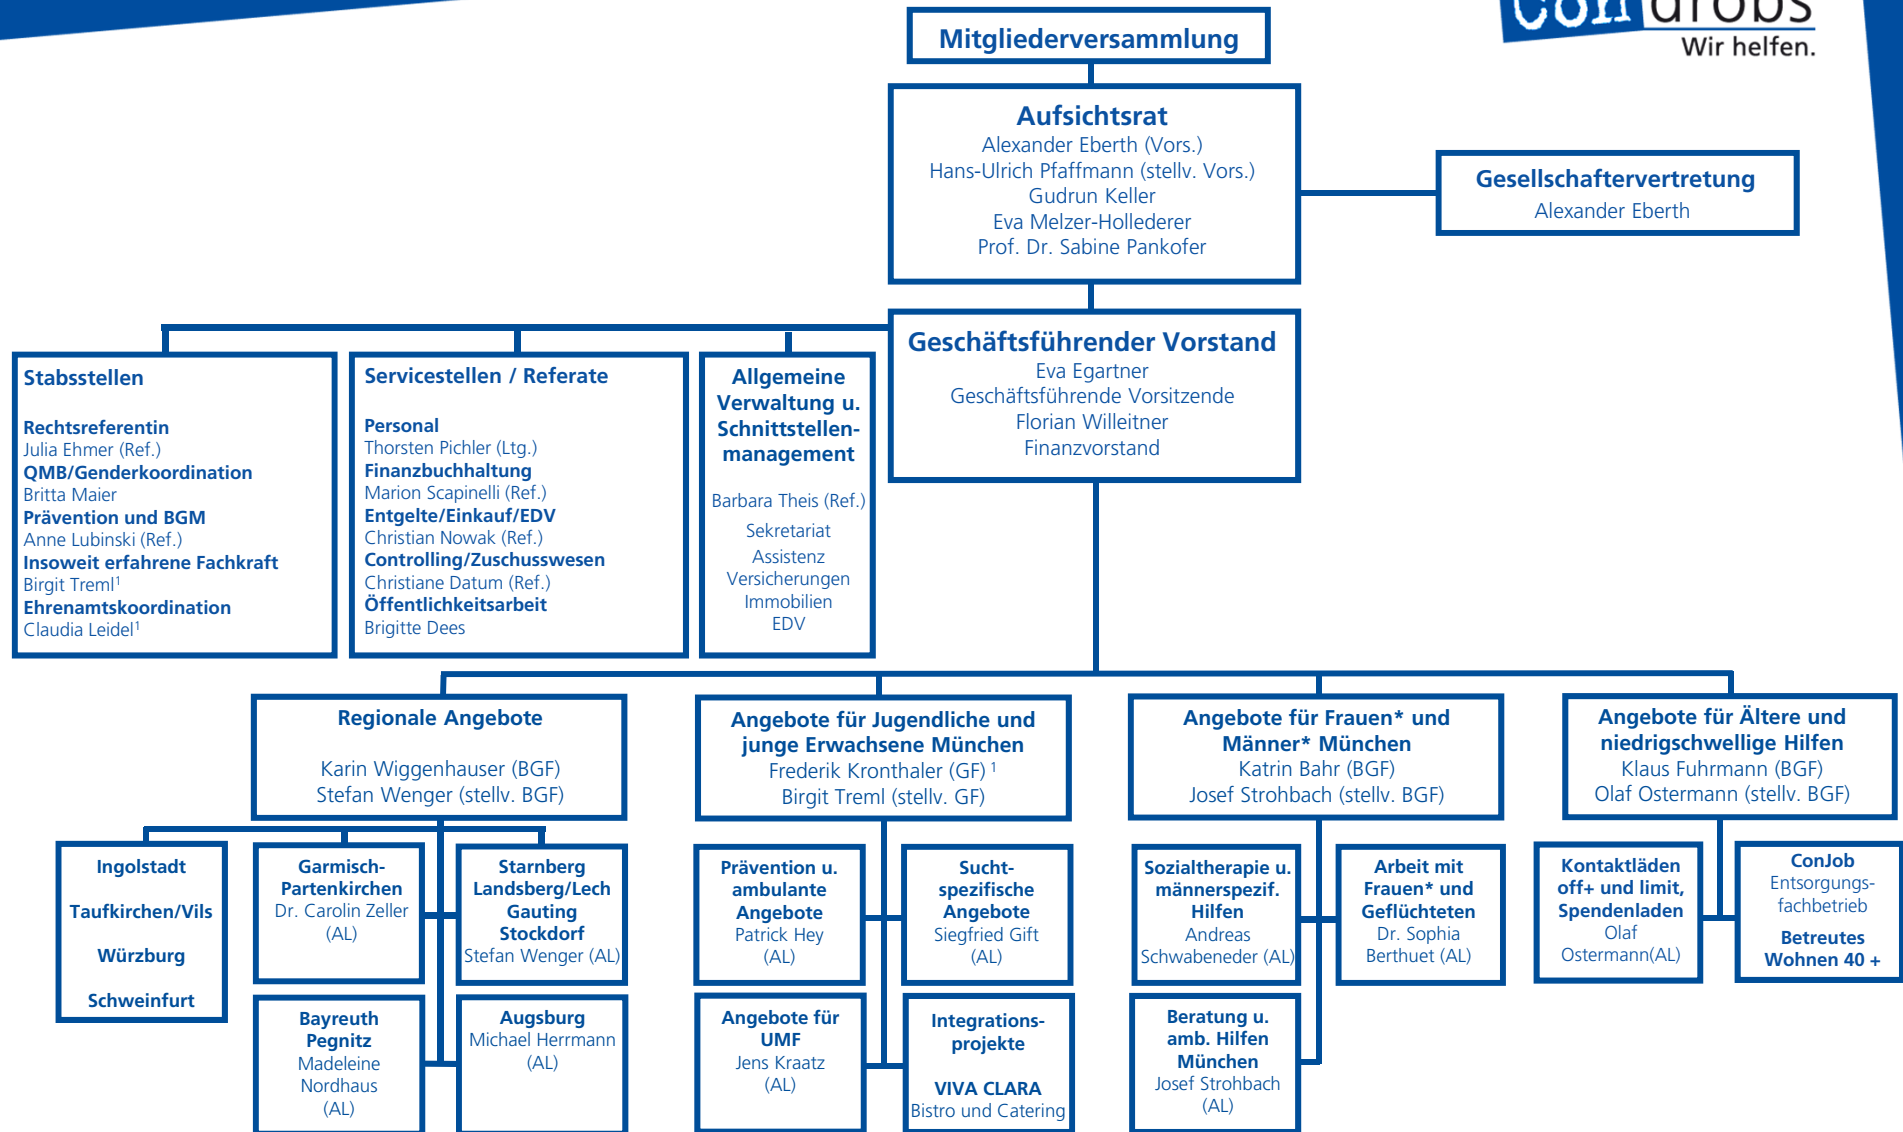 Con drobs
Wir helfen.
Mitgliederversammlung
Aufsichtsrat
Alexander Eberth (Vors.)
Hans-Ulrich Pfaffmann (stellv. Vors.)
Gudrun Keller
Eva Melzer-Hollederer
Prof. Dr. Sabine Pankofer
Gesellschaftervertretung
Alexander Eberth
Geschäftsführender Vorstand
Eva Egartner
Geschäftsführende Vorsitzende
Florian Willeitner
Finanzvorstand
Stabsstellen
Rechtsreferentin
Julia Ehmer (Ref.)
QMB/Genderkoordination
Britta Maier
Prävention und BGM
Anne Lubinski (Ref.)
Insoweit erfahrene Fachkraft
Birgit Treml¹
Ehrenamtskoordination
Claudia Leidel¹
Servicestellen / Referate
Personal
Thorsten Pichler (Ltg.)
Finanzbuchhaltung
Marion Scapinelli (Ref.)
Entgelte/Einkauf/EDV
Christian Nowak (Ref.)
Controlling/Zuschusswesen
Christiane Datum (Ref.)
Öffentlichkeitsarbeit
Brigitte Dees
Allgemeine
Verwaltung u.
Schnittstellen-
management
Barbara Theis (Ref.)
Sekretariat
Assistenz
Versicherungen
Immobilien
EDV
Regionale Angebote
Karin Wiggenhauser (BGF)
Stefan Wenger (stellv. BGF)
Angebote für Jugendliche und
junge Erwachsene München
Frederik Kronthaler (GF) ¹
Birgit Treml (stellv. GF)
Angebote für Frauen* und
Männer* München
Katrin Bahr (BGF)
Josef Strohbach (stellv. BGF)
Angebote für Ältere und
niedrigschwellige Hilfen
Klaus Fuhrmann (BGF)
Olaf Ostermann (stellv. BGF)
Ingolstadt
Taufkirchen/Vils
Würzburg
Schweinfurt
Garmisch-
Partenkirchen
Dr. Carolin Zeller
(AL)
Starnberg
Landsberg/Lech
Gauting
Stockdorf
Stefan Wenger (AL)
Bayreuth
Pegnitz
Madeleine
Nordhaus
(AL)
Augsburg
Michael Herrmann
(AL)
Prävention u.
ambulante
Angebote
Patrick Hey
(AL)
Sucht-
spezifische
Angebote
Siegfried Gift
(AL)
Angebote für
UMF
Jens Kraatz
(AL)
Integrations-
projekte
VIVA CLARA
Bistro und Catering
Sozialtherapie u.
männerspezif.
Hilfen
Andreas
Schwabeneder (AL)
Arbeit mit
Frauen* und
Geflüchteten
Dr. Sophia
Berthuet (AL)
Beratung u.
amb. Hilfen
München
Josef Strohbach
(AL)
Kontaktläden
off+ und limit,
Spendenladen
Olaf
Ostermann(AL)
ConJob
Entsorgungs-
fachbetrieb
Betreutes
Wohnen 40 +